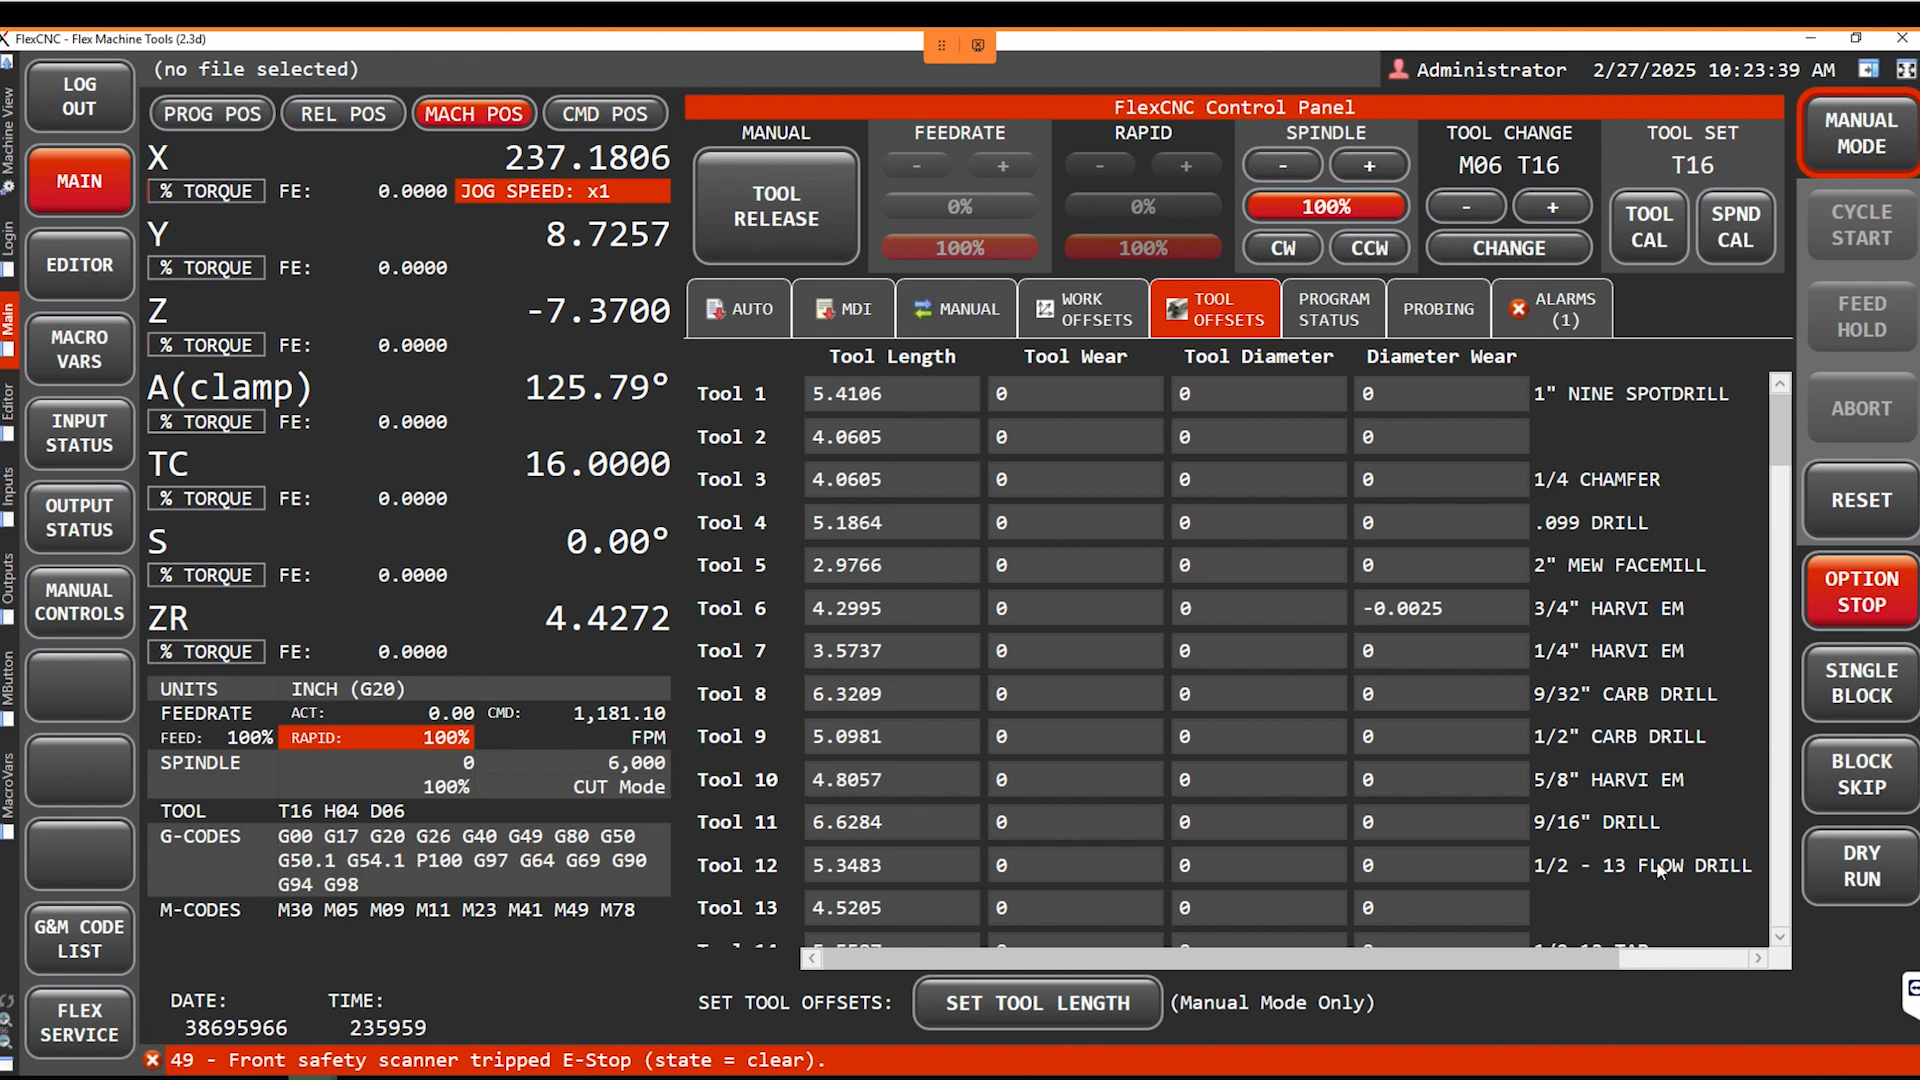 FlexCNC - Flex Machine Tools (2.3d)
(no file selected)
Administrator 2/27/2025 10:23:39 AM
LOG OUT
MAIN
EDITOR
MACRO VARS
INPUT STATUS
OUTPUT STATUS
MANUAL CONTROLS
G&M CODE LIST
FLEX SERVICE
Machine View
Login
Main
Editor
Inputs
Outputs
MButton
MacroVars
PROG POS REL POS MACH POS CMD POS
X 237.1806
% TORQUE FE: 0.0000 JOG SPEED: x1
Y 8.7257
% TORQUE FE: 0.0000
Z -7.3700
% TORQUE FE: 0.0000
A(clamp) 125.79°
% TORQUE FE: 0.0000
TC 16.0000
% TORQUE FE: 0.0000
S 0.00°
% TORQUE FE: 0.0000
ZR 4.4272
% TORQUE FE: 0.0000
UNITS INCH (G20)
FEEDRATE ACT: 0.00 CMD: 1,181.10
FEED: 100% RAPID: 100% FPM
SPINDLE 0 6,000
100% CUT Mode
TOOL T16 H04 D06
G-CODES G00 G17 G20 G26 G40 G49 G80 G50
G50.1 G54.1 P100 G97 G64 G69 G90
G94 G98
M-CODES M30 M05 M09 M11 M23 M41 M49 M78
DATE: TIME:
38695966 235959
FlexCNC Control Panel
MANUAL FEEDRATE RAPID SPINDLE TOOL CHANGE TOOL SET
TOOL RELEASE
- +
0%
100%
- +
0%
100%
- +
100%
CW CCW
M06 T16
- +
CHANGE
T16
TOOL CAL
SPND CAL
AUTO MDI MANUAL WORK OFFSETS TOOL OFFSETS PROGRAM STATUS PROBING ALARMS (1)
Tool Length Tool Wear Tool Diameter Diameter Wear
Tool 1 5.4106 0 0 0 1" NINE SPOTDRILL
Tool 2 4.0605 0 0 0
Tool 3 4.0605 0 0 0 1/4 CHAMFER
Tool 4 5.1864 0 0 0 .099 DRILL
Tool 5 2.9766 0 0 0 2" MEW FACEMILL
Tool 6 4.2995 0 0 -0.0025 3/4" HARVI EM
Tool 7 3.5737 0 0 0 1/4" HARVI EM
Tool 8 6.3209 0 0 0 9/32" CARB DRILL
Tool 9 5.0981 0 0 0 1/2" CARB DRILL
Tool 10 4.8057 0 0 0 5/8" HARVI EM
Tool 11 6.6284 0 0 0 9/16" DRILL
Tool 12 5.3483 0 0 0 1/2 - 13 FLOW DRILL
Tool 13 4.5205 0 0 0
SET TOOL OFFSETS: SET TOOL LENGTH (Manual Mode Only)
MANUAL MODE
CYCLE START
FEED HOLD
ABORT
RESET
OPTION STOP
SINGLE BLOCK
BLOCK SKIP
DRY RUN
49 - Front safety scanner tripped E-Stop (state = clear).